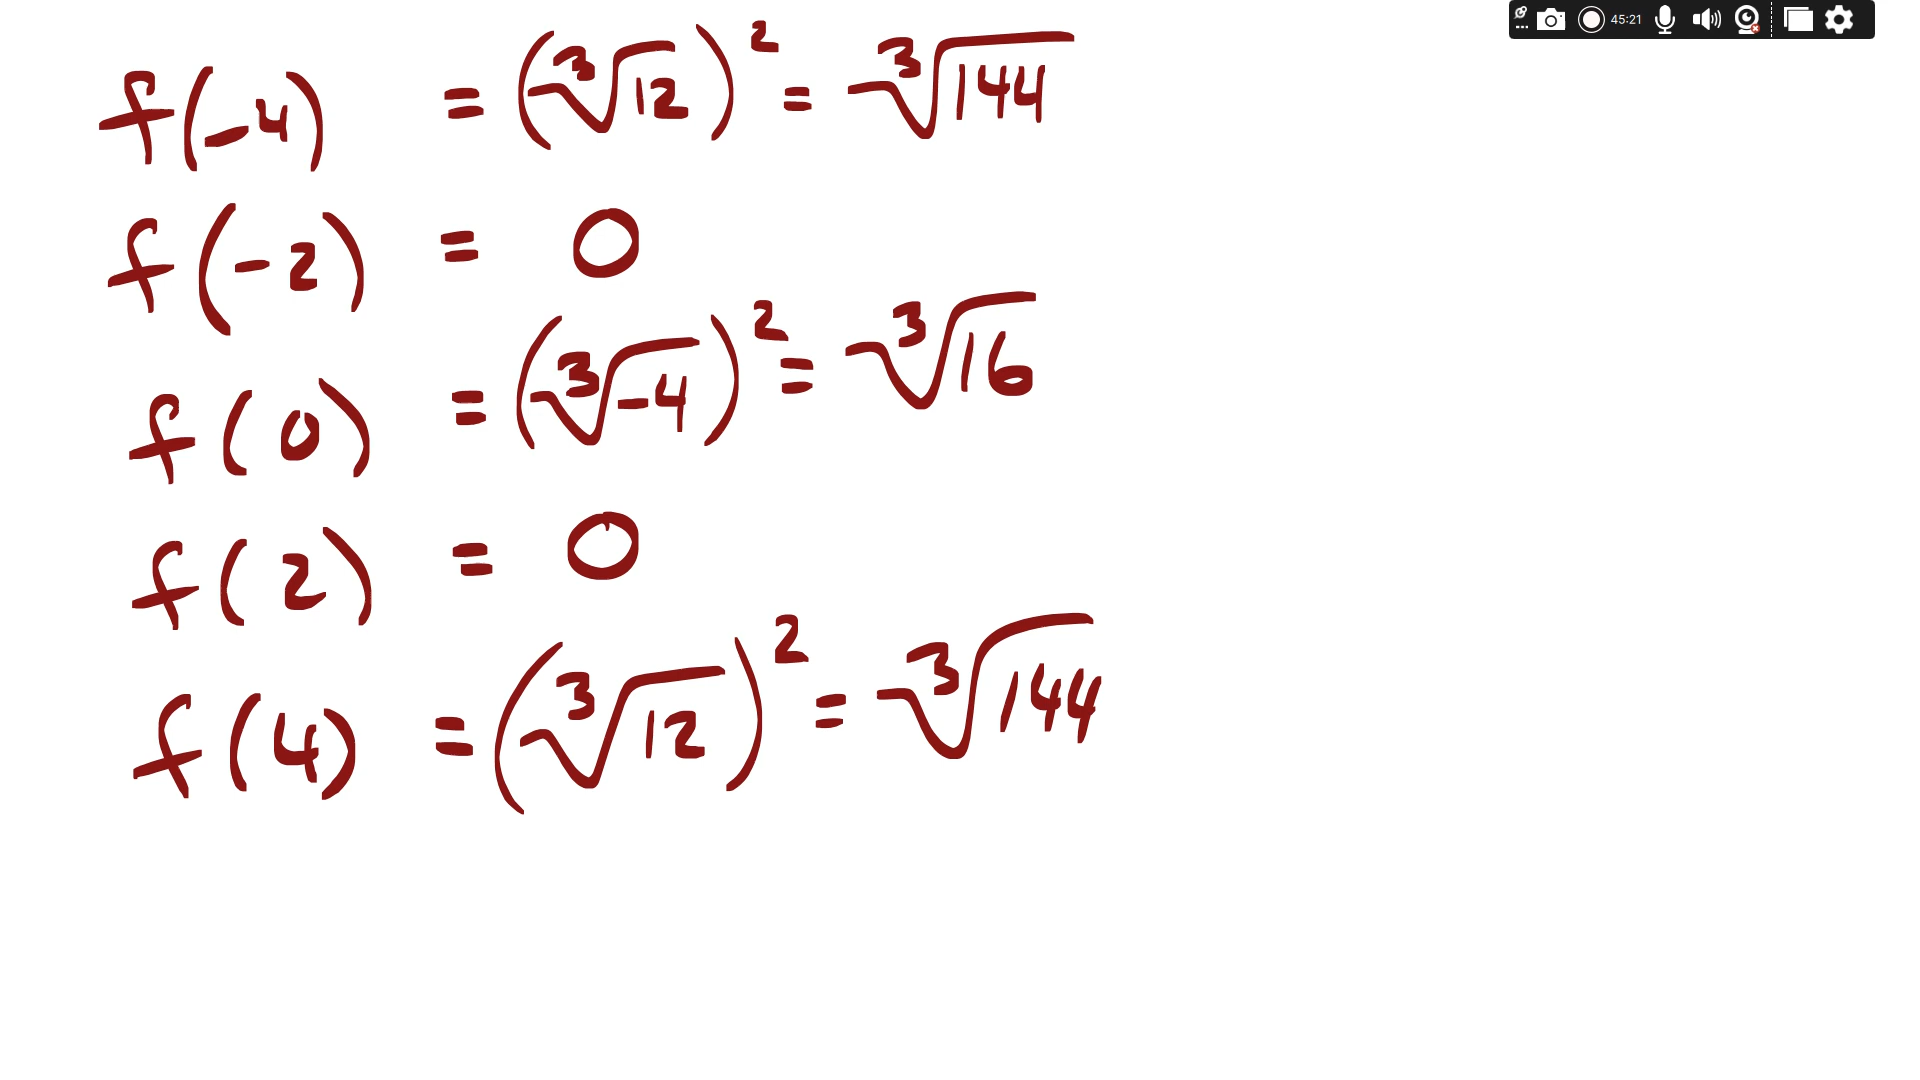 45:21
f(-4) = (∛12)² = ∛144
f(-2) = 0
f(0) = (∛-4)² = ∛16
f(2) = 0
f(4) = (∛12)² = ∛144